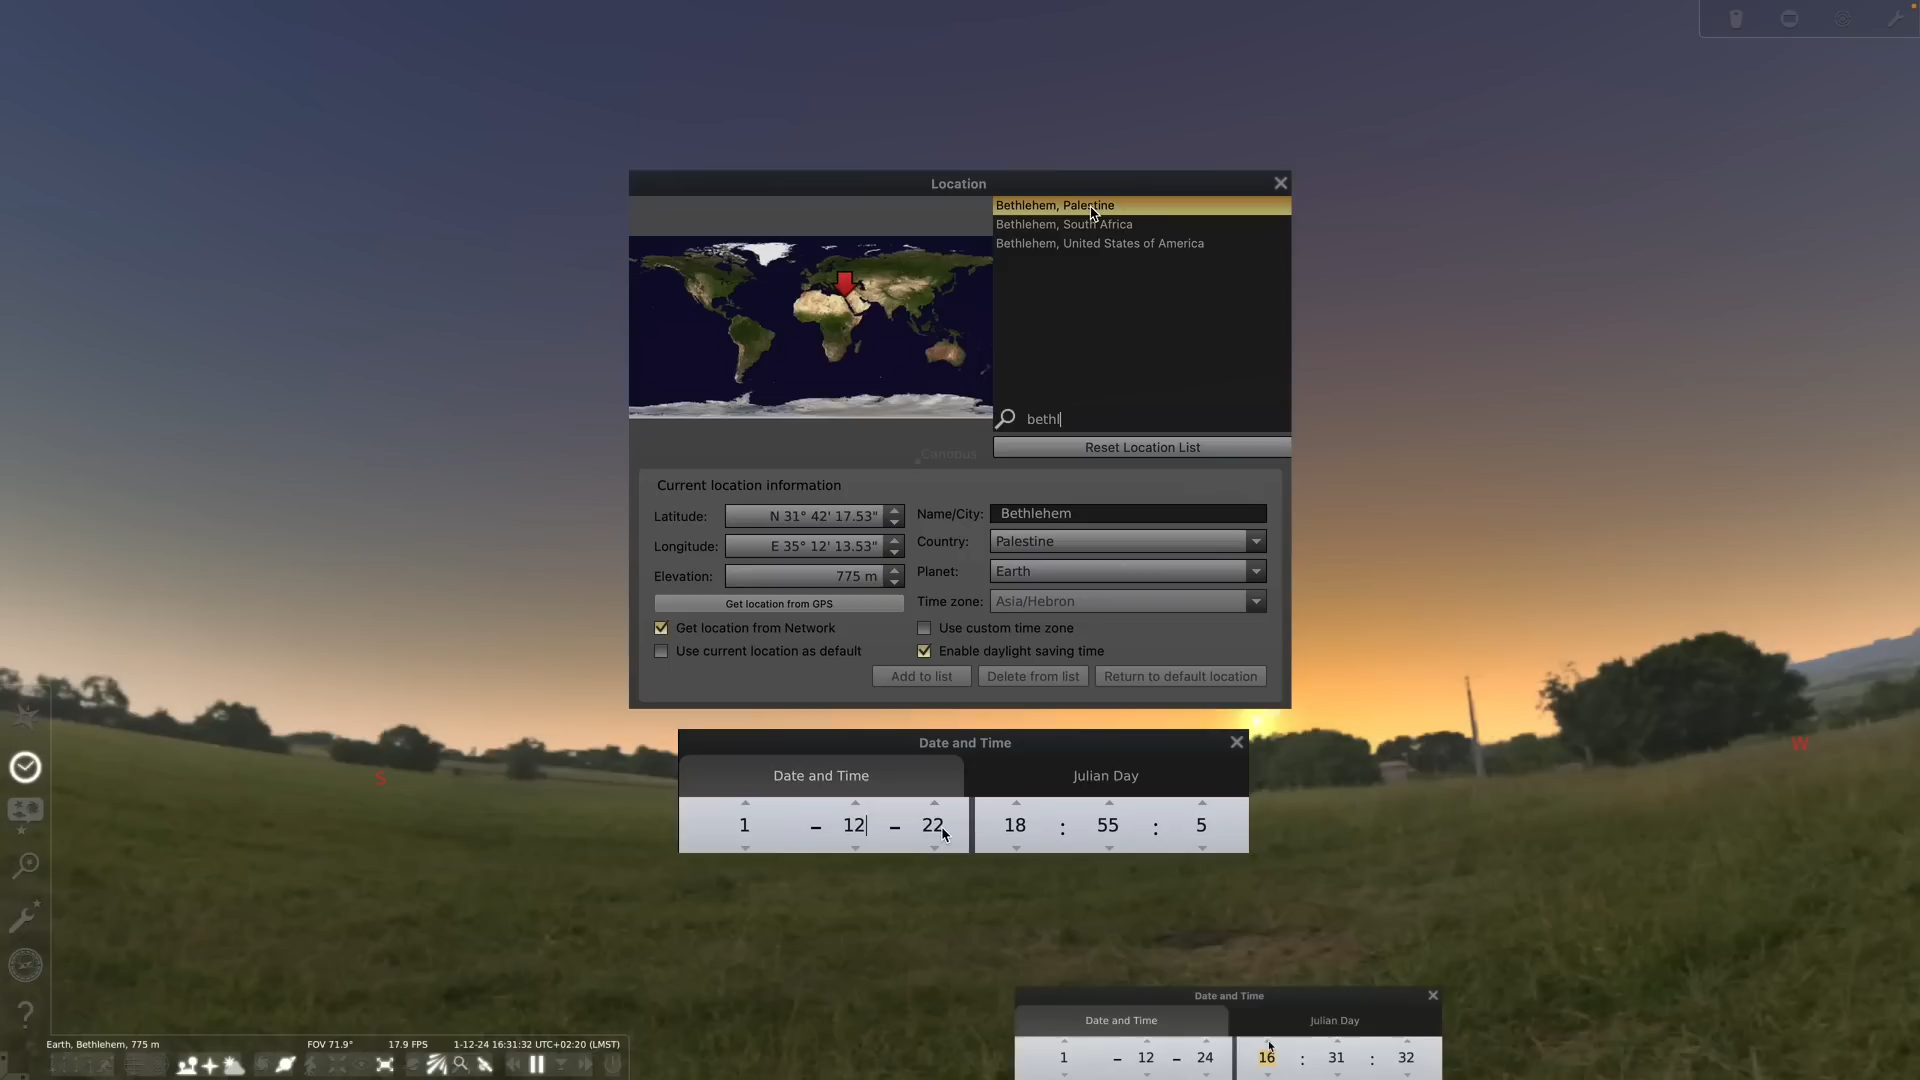 Location
Bethlehem, Palestine
Bethlehem, South Africa
Bethlehem, United States of America
bethl
Reset Location List
Canopus
Current location information
Latitude: N 31° 42' 17.53"
Name/City: Bethlehem
Longitude: E 35° 12' 13.53"
Country: Palestine
Elevation: 775 m
Planet: Earth
Get location from GPS
Time zone: Asia/Hebron
Get location from Network
Use custom time zone
Use current location as default
Enable daylight saving time
Add to list
Delete from list
Return to default location
S
W
Date and Time
Date and Time
Julian Day
1 - 12 - 22
18 : 55 : 5
Date and Time
Date and Time
Julian Day
1 - 12 - 24
16 : 31 : 32
Earth, Bethlehem, 775 m
FOV 71.9°
17.9 FPS
1-12-24 16:31:32 UTC+02:20 (LMST)